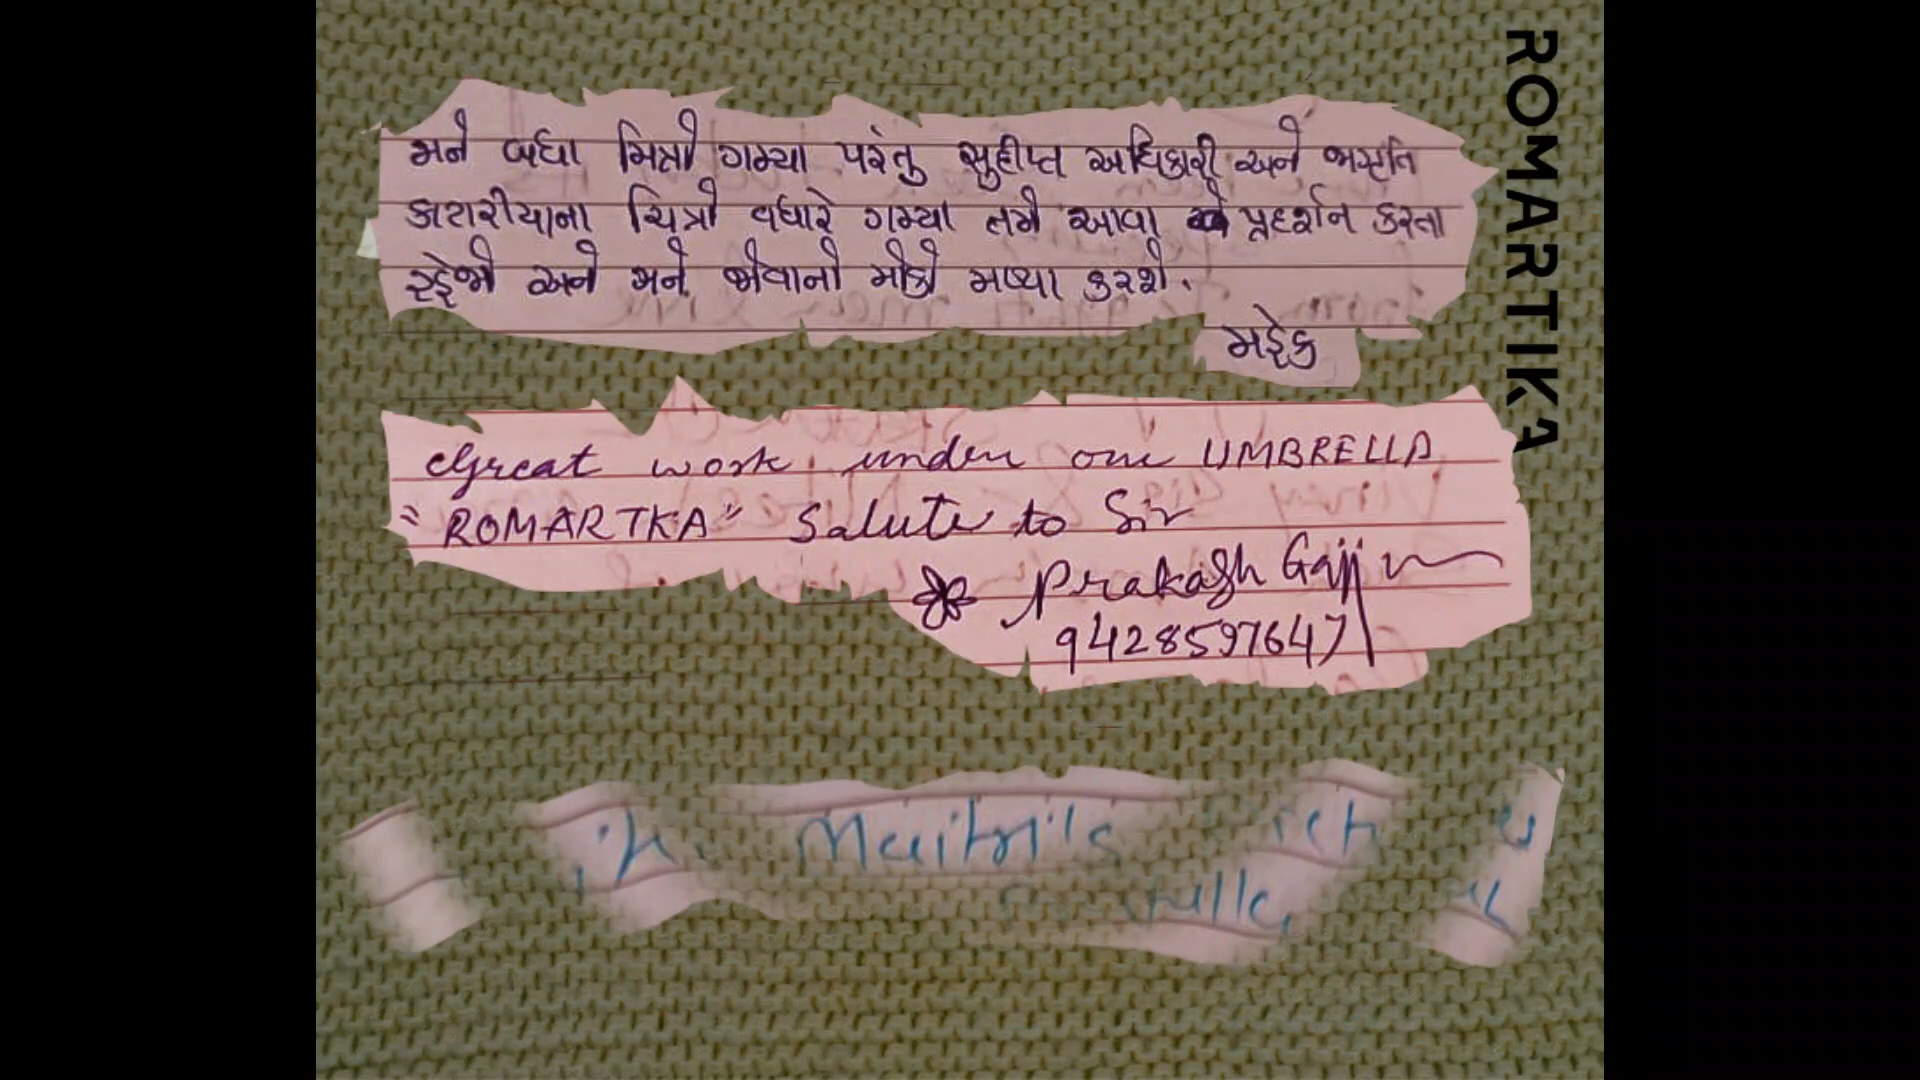 મને બધા મિત્રો ગમ્યા પરંતુ સુદીપ્ત અધિકારી અને જાગૃતિ
કાટારીયાના ચિત્રો વધારે ગમ્યા તમે આવા પ્રદર્શન કરતા
રહેજો અને મને જોવાનો મોકો મળ્યા કરશે.
મહેક
Great work under one UMBRELLA
"ROMARTKA" Salute to Sir
Prakash Gajj
9428597647
Maitri's
ROMARTIKA